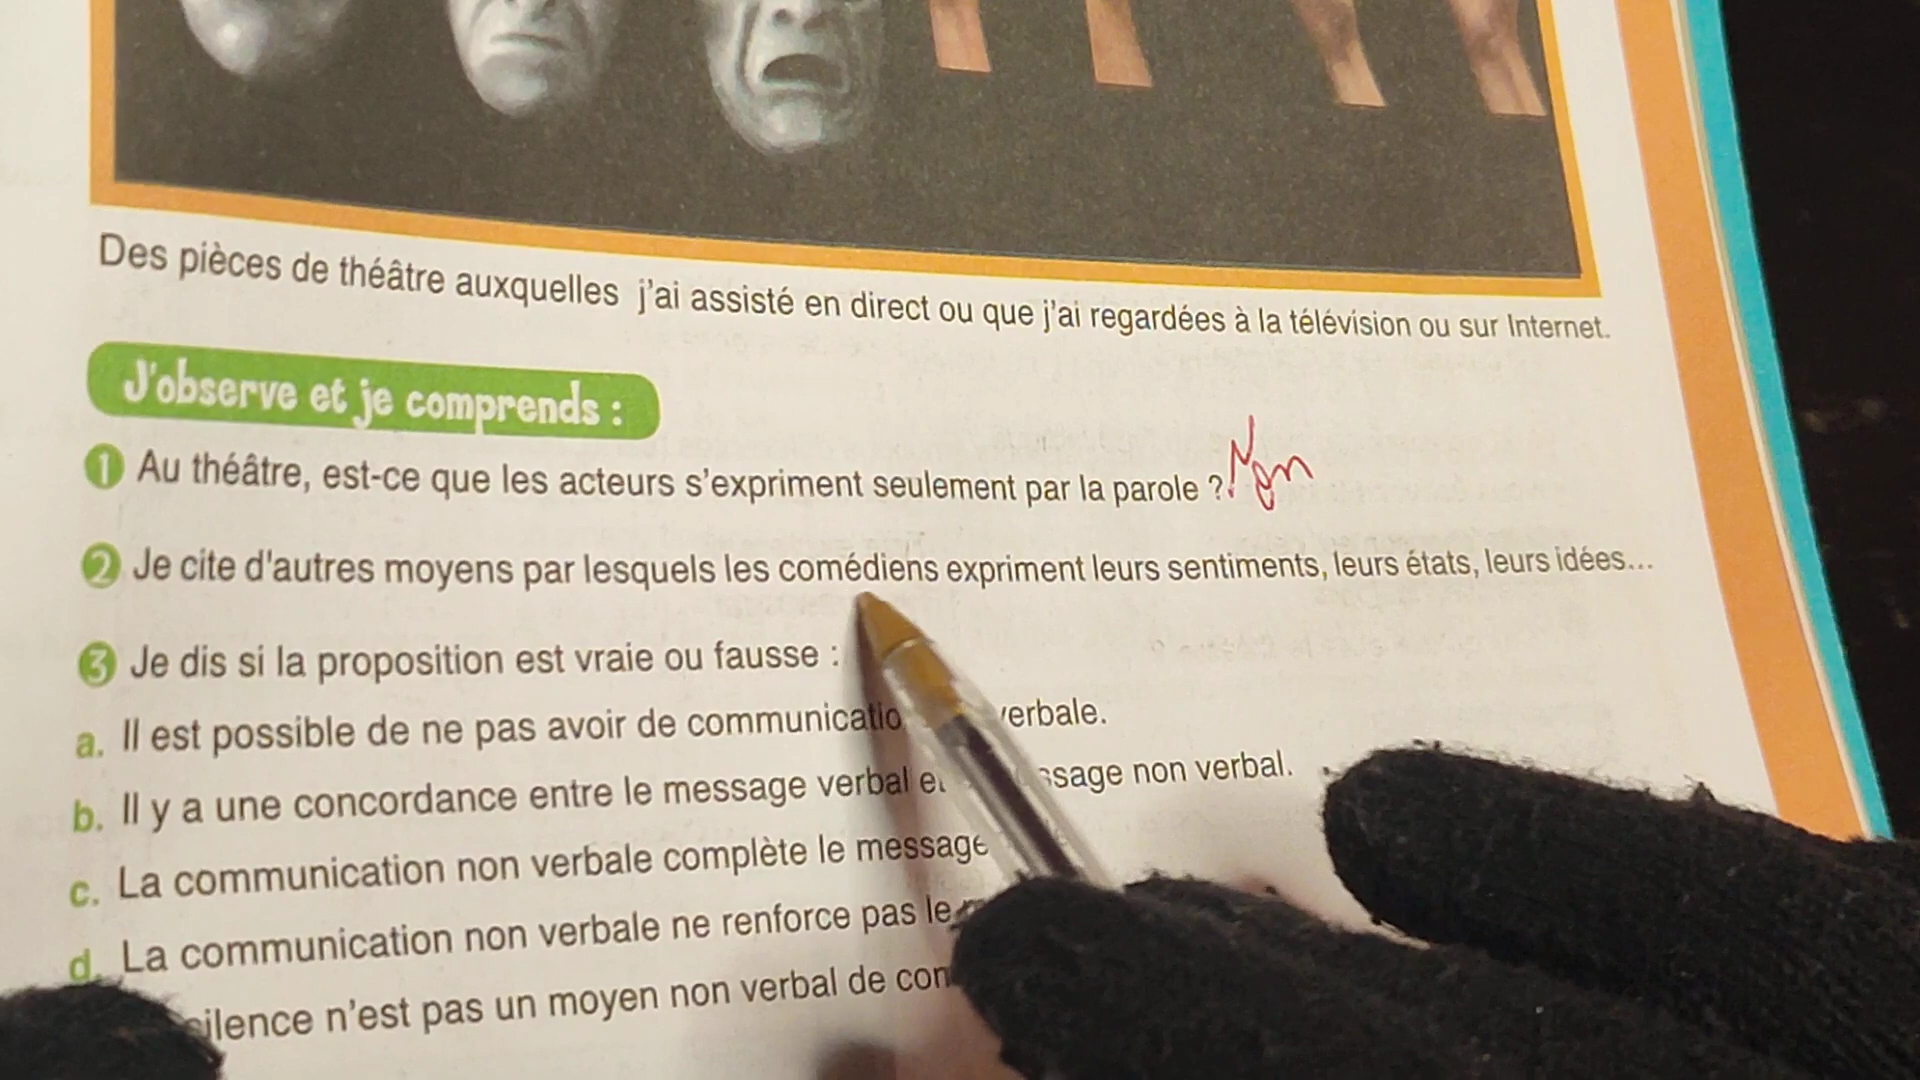 Des pièces de théâtre auxquelles j'ai assisté en direct ou que j'ai regardées à la télévision ou sur Internet.
J'observe et je comprends :
1 Au théâtre, est-ce que les acteurs s'expriment seulement par la parole ? Non
2 Je cite d'autres moyens par lesquels les comédiens expriment leurs sentiments, leurs états, leurs idées...
3 Je dis si la proposition est vraie ou fausse :
a. Il est possible de ne pas avoir de verbale.
b. Il y a une concordance entre le message verbal non verbal.
c. La communication non verbale complète le message
d. La communication non verbale ne renforce pas le
n'est pas un moyen non verbal de